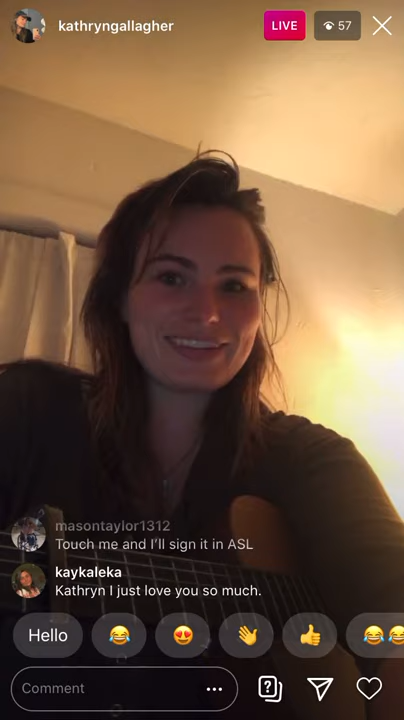 kathryngallagher
LIVE
57
masontaylor1312
Touch me and I'll sign it in ASL
kaykaleka
Kathryn I just love you so much.
Hello
Comment